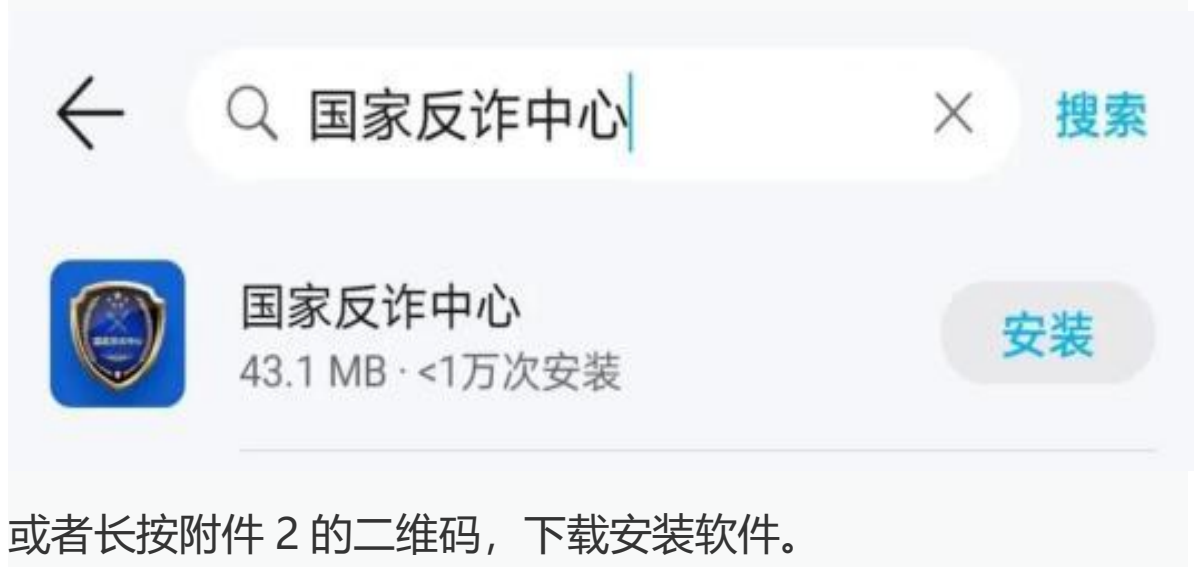 国家反诈中心
搜索
国家反诈中心
安装
43.1 MB · <1万次安装
或者长按附件 2 的二维码，下载安装软件。